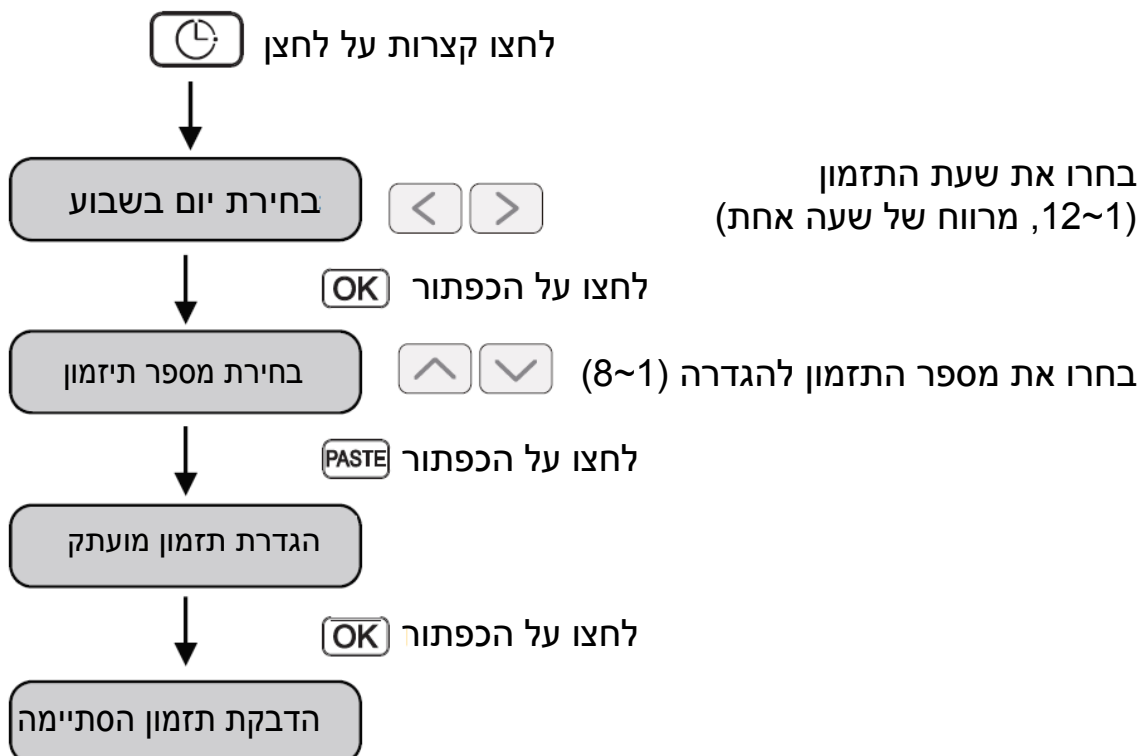 לחצו קצרות על לחצן
בחירת יום בשבוע
בחרו את שעת התזמון
(1~12, מרווח של שעה אחת)
לחצו על הכפתור OK
בחירת מספר תיזמון
בחרו את מספר התזמון להגדרה (1~8)
לחצו על הכפתור PASTE
הגדרת תזמון מועתק
לחצו על הכפתור OK
הדבקת תזמון הסתיימה